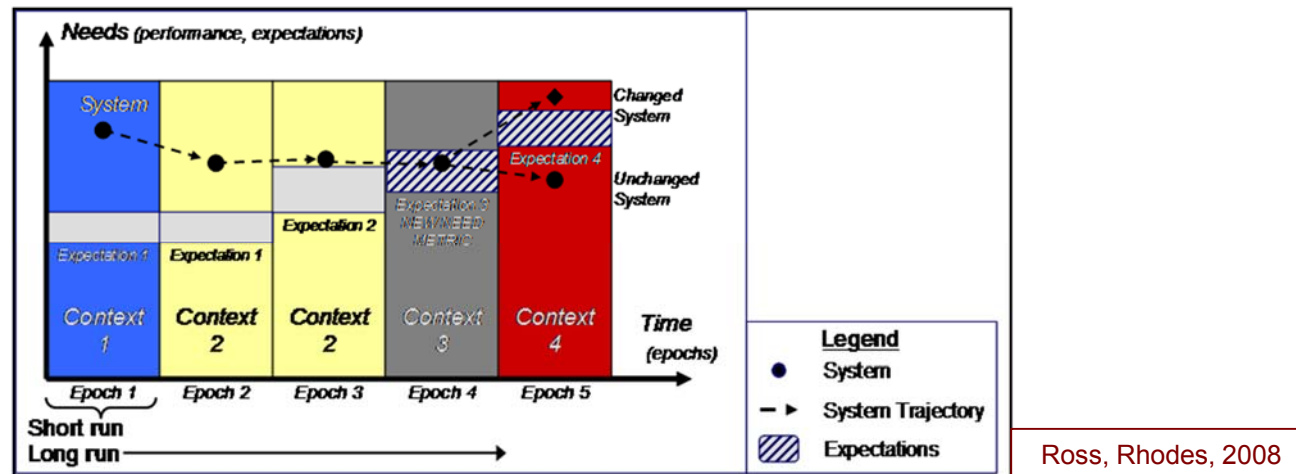 Needs (performance, expectations)
System
Changed
System
Unchanged
System
Expectation 1
Expectation 1
Expectation 2
Expectation 3
NEW NEED
METRIC
Expectation 4
Context
1
Context
2
Context
2
Context
3
Context
4
Time
(epochs)
Epoch 1
Epoch 2
Epoch 3
Epoch 4
Epoch 5
Short run
Long run
Legend
System
System Trajectory
Expectations
Ross, Rhodes, 2008